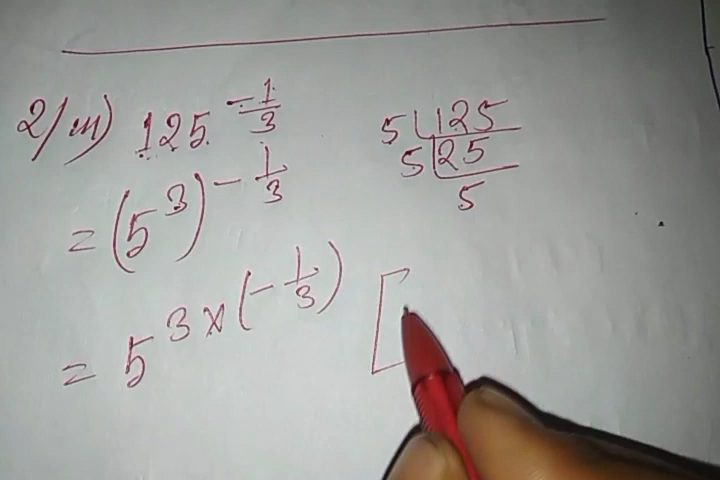 2/ iii) 125^{-1/3}
= (5^3)^{-1/3}
= 5^{3×(-1/3)} [
5 | 125
5 | 25
5